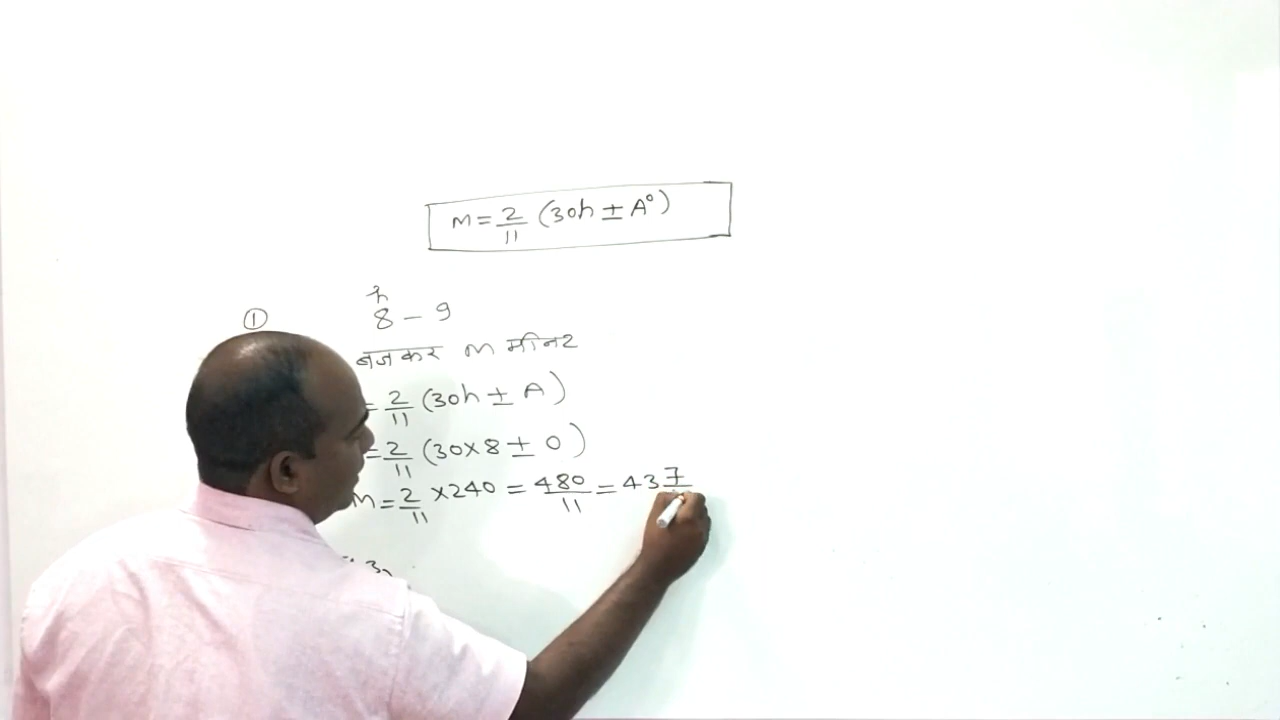 M = 2/11 (30h ± A°)
① h
8 – 9
बजकर m मीनट
= 2/11 (30h ± A)
= 2/11 (30×8 ± 0)
m = 2/11 ×240 = 480/11 = 43 7/